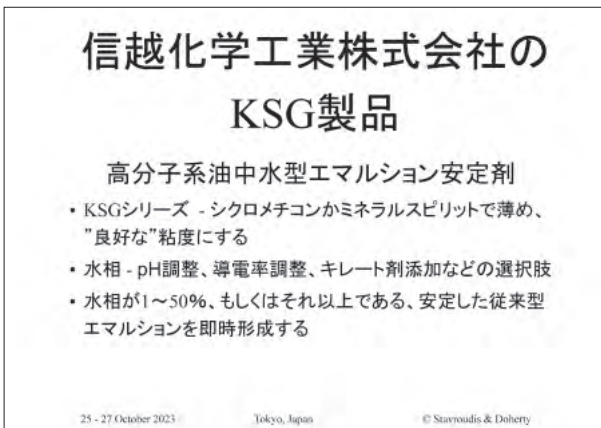 信越化学工業株式会社の
KSG製品
高分子系油中水型エマルション安定剤
• KSGシリーズ - シクロメチコンかミネラルスピリットで薄め、
”良好な”粘度にする
• 水相 - pH調整、導電率調整、キレート剤添加などの選択肢
• 水相が1～50%、もしくはそれ以上である、安定した従来型
エマルションを即時形成する
25 - 27 October 2023 Tokyo, Japan © Stavroudis & Doherty